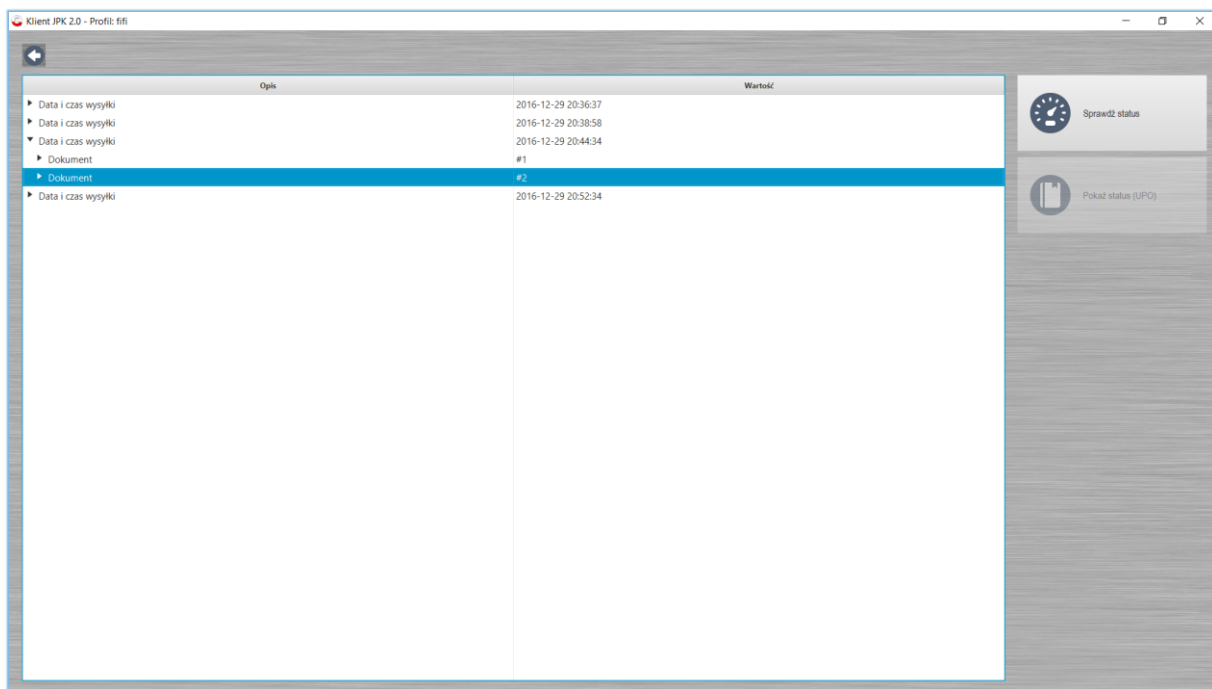 Klient JPK 2.0 - Profil: fifi
Opis Wartość
Data i czas wysyłki 2016-12-29 20:36:37
Data i czas wysyłki 2016-12-29 20:38:58
Data i czas wysyłki 2016-12-29 20:44:34
Dokument #1
Dokument #2
Data i czas wysyłki 2016-12-29 20:52:34
Sprawdź status
Pokaż status (UPO)